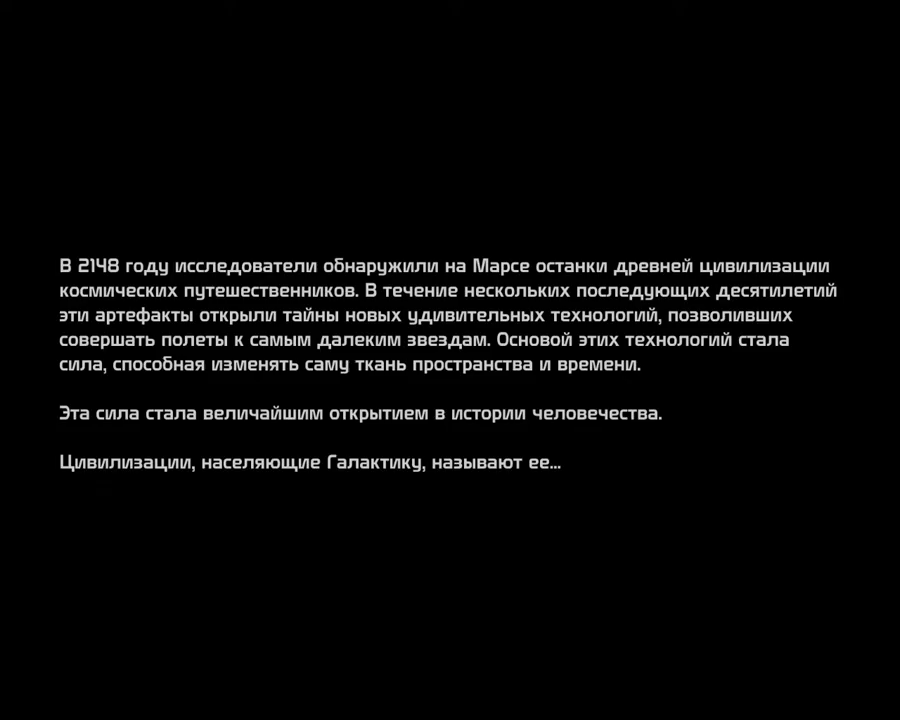 В 2148 году исследователи обнаружили на Марсе останки древней цивилизации
космических путешественников. В течение нескольких последующих десятилетий
эти артефакты открыли тайны новых удивительных технологий, позволивших
совершать полеты к самым далеким звездам. Основой этих технологий стала
сила, способная изменять саму ткань пространства и времени.
Эта сила стала величайшим открытием в истории человечества.
Цивилизации, населяющие Галактику, называют ее...